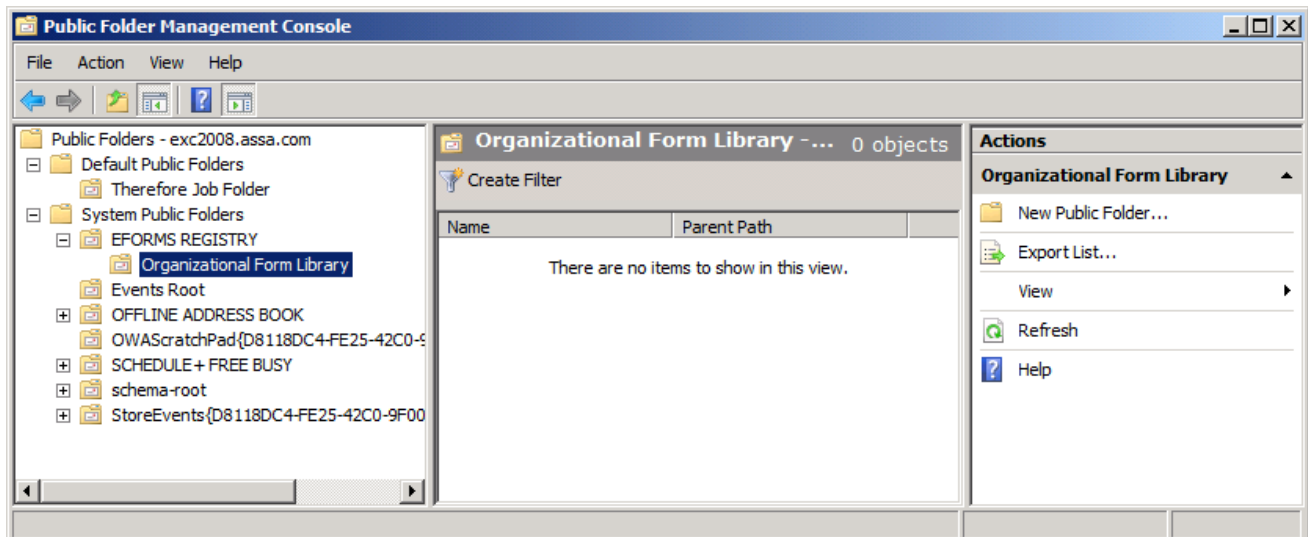 Public Folder Management Console
File Action View Help
Public Folders - exc2008.assa.com
Default Public Folders
Therefore Job Folder
System Public Folders
EFORMS REGISTRY
Organizational Form Library
Events Root
OFFLINE ADDRESS BOOK
OWAScratchPad{D8118DC4-FE25-42C0-9
SCHEDULE+ FREE BUSY
schema-root
StoreEvents{D8118DC4-FE25-42C0-9F00
Organizational Form Library -... 0 objects
Create Filter
Name Parent Path
There are no items to show in this view.
Actions
Organizational Form Library
New Public Folder...
Export List...
View
Refresh
Help